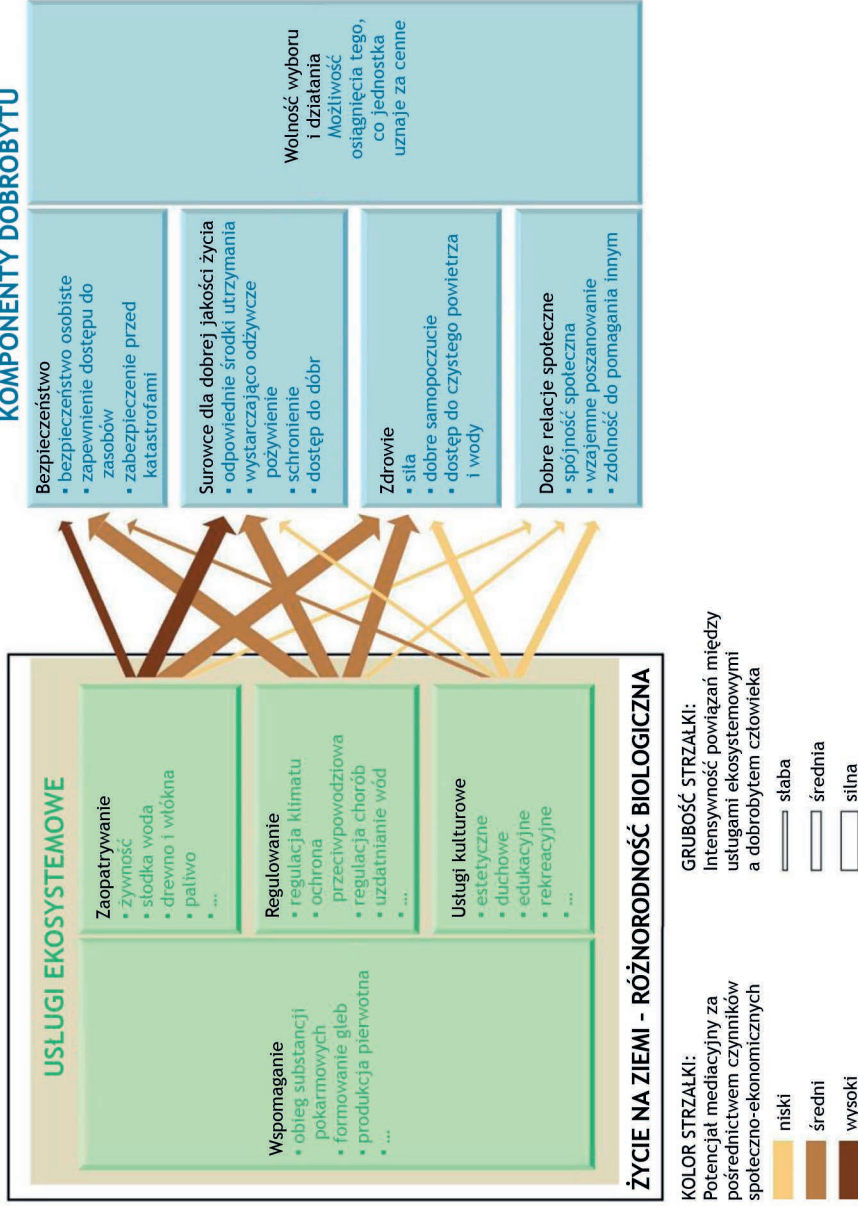 USŁUGI EKOSYSTEMOWE
Wspomaganie
▪ obieg substancji
pokarmowych
▪ formowanie gleb
▪ produkcja pierwotna
▪ ...
Zaopatrywanie
▪ żywność
▪ słodka woda
▪ drewno i włókna
▪ paliwo
▪ ...
Regulowanie
▪ regulacja klimatu
▪ ochrona
przeciwpowodziowa
▪ regulacja chorób
▪ uzdatnianie wód
▪ ...
Usługi kulturowe
▪ estetyczne
▪ duchowe
▪ edukacyjne
▪ rekreacyjne
▪ ...
ŻYCIE NA ZIEMI - RÓŻNORODNOŚĆ BIOLOGICZNA
KOMPONENTY DOBROBYTU
Bezpieczeństwo
▪ bezpieczeństwo osobiste
▪ zapewnienie dostępu do
zasobów
▪ zabezpieczenie przed
katastrofami
Surowce dla dobrej jakości życia
▪ odpowiednie środki utrzymania
▪ wystarczająco odżywcze
pożywienie
▪ schronienie
▪ dostęp do dóbr
Zdrowie
▪ siła
▪ dobre samopoczucie
▪ dostęp do czystego powietrza
i wody
Dobre relacje społeczne
▪ spójność społeczna
▪ wzajemne poszanowanie
▪ zdolność do pomagania innym
Wolność wyboru
i działania
Możliwość
osiągnięcia tego,
co jednostka
uznaje za cenne
KOLOR STRZAŁKI:
Potencjał mediacyjny za
pośrednictwem czynników
społeczno-ekonomicznych
niski
średni
wysoki
GRUBOŚĆ STRZAŁKI:
Intensywność powiązań między
usługami ekosystemowymi
a dobrobytem człowieka
słaba
średnia
silna